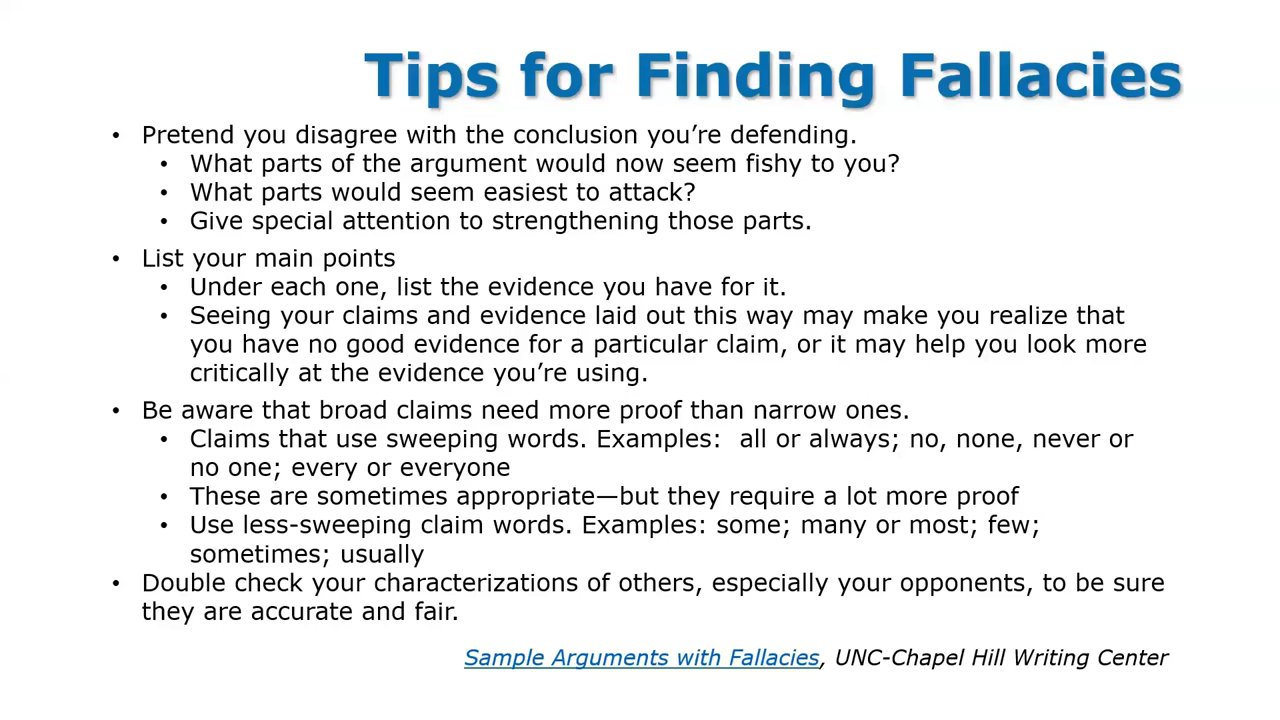 Tips for Finding Fallacies
• Pretend you disagree with the conclusion you’re defending.
• What parts of the argument would now seem fishy to you?
• What parts would seem easiest to attack?
• Give special attention to strengthening those parts.
• List your main points
• Under each one, list the evidence you have for it.
• Seeing your claims and evidence laid out this way may make you realize that
you have no good evidence for a particular claim, or it may help you look more
critically at the evidence you’re using.
• Be aware that broad claims need more proof than narrow ones.
• Claims that use sweeping words. Examples:  all or always; no, none, never or
no one; every or everyone
• These are sometimes appropriate—but they require a lot more proof
• Use less-sweeping claim words. Examples: some; many or most; few;
sometimes; usually
• Double check your characterizations of others, especially your opponents, to be sure
they are accurate and fair.
Sample Arguments with Fallacies, UNC-Chapel Hill Writing Center